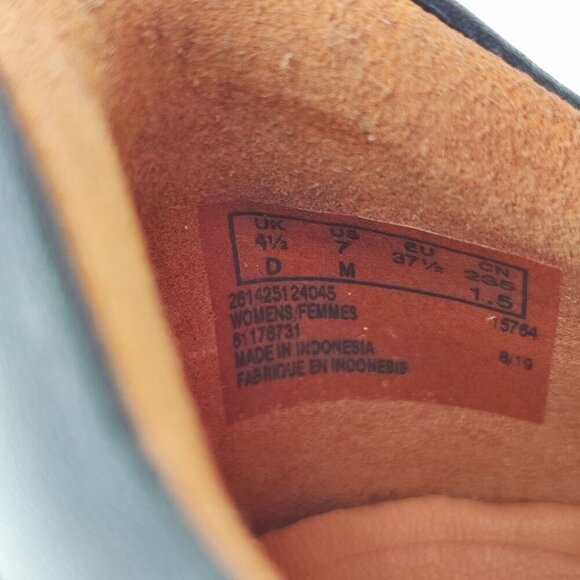 UK US EU CN
4½ 7 37½ 235
D M 1.5
261425124045 15764
WOMENS/FEMMES
61176731 8/19
MADE IN INDONESIA
FABRIQUE EN INDONESIE